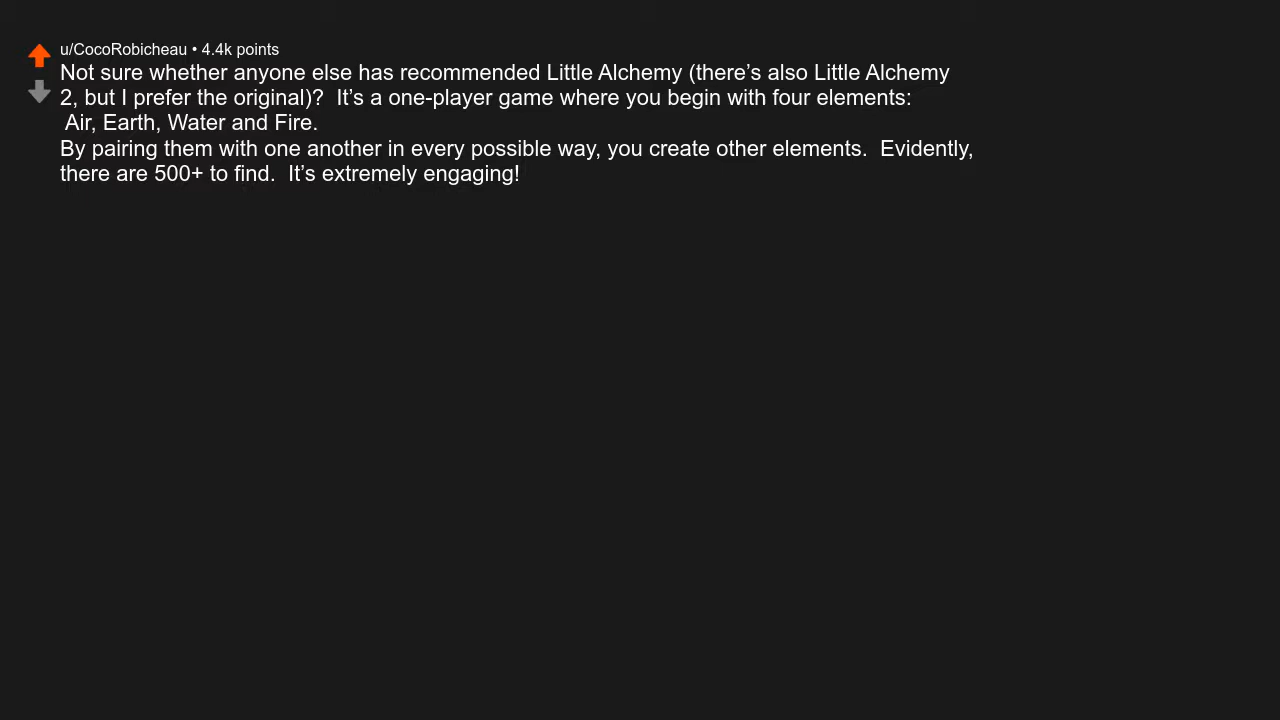 u/CocoRobicheau • 4.4k points
Not sure whether anyone else has recommended Little Alchemy (there’s also Little Alchemy
2, but I prefer the original)?  It’s a one-player game where you begin with four elements:
Air, Earth, Water and Fire.
By pairing them with one another in every possible way, you create other elements.  Evidently,
there are 500+ to find.  It’s extremely engaging!